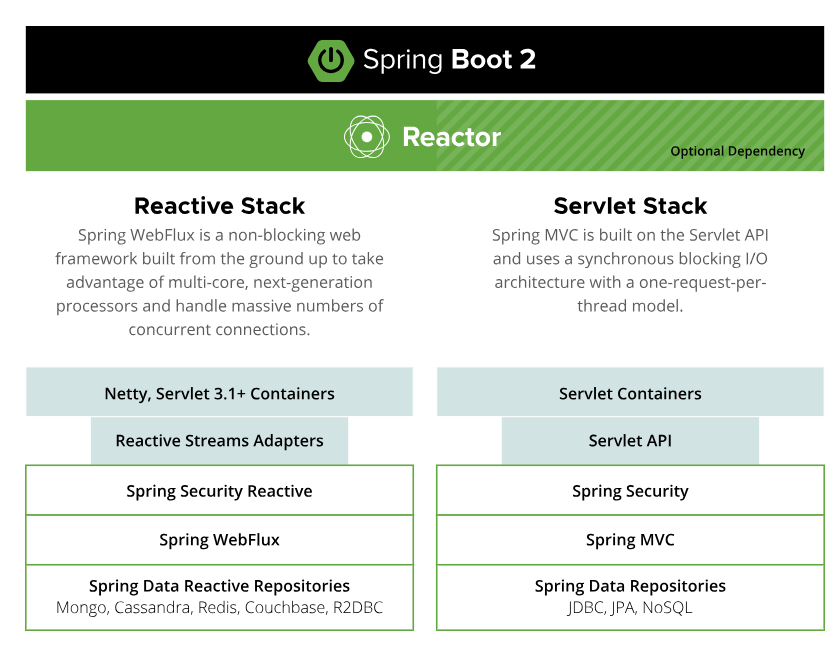 Spring Boot 2
Reactor
Optional Dependency
Reactive Stack
Spring WebFlux is a non-blocking web
framework built from the ground up to take
advantage of multi-core, next-generation
processors and handle massive numbers of
concurrent connections.
Servlet Stack
Spring MVC is built on the Servlet API
and uses a synchronous blocking I/O
architecture with a one-request-per-
thread model.
Netty, Servlet 3.1+ Containers
Reactive Streams Adapters
Spring Security Reactive
Spring WebFlux
Spring Data Reactive Repositories
Mongo, Cassandra, Redis, Couchbase, R2DBC
Servlet Containers
Servlet API
Spring Security
Spring MVC
Spring Data Repositories
JDBC, JPA, NoSQL